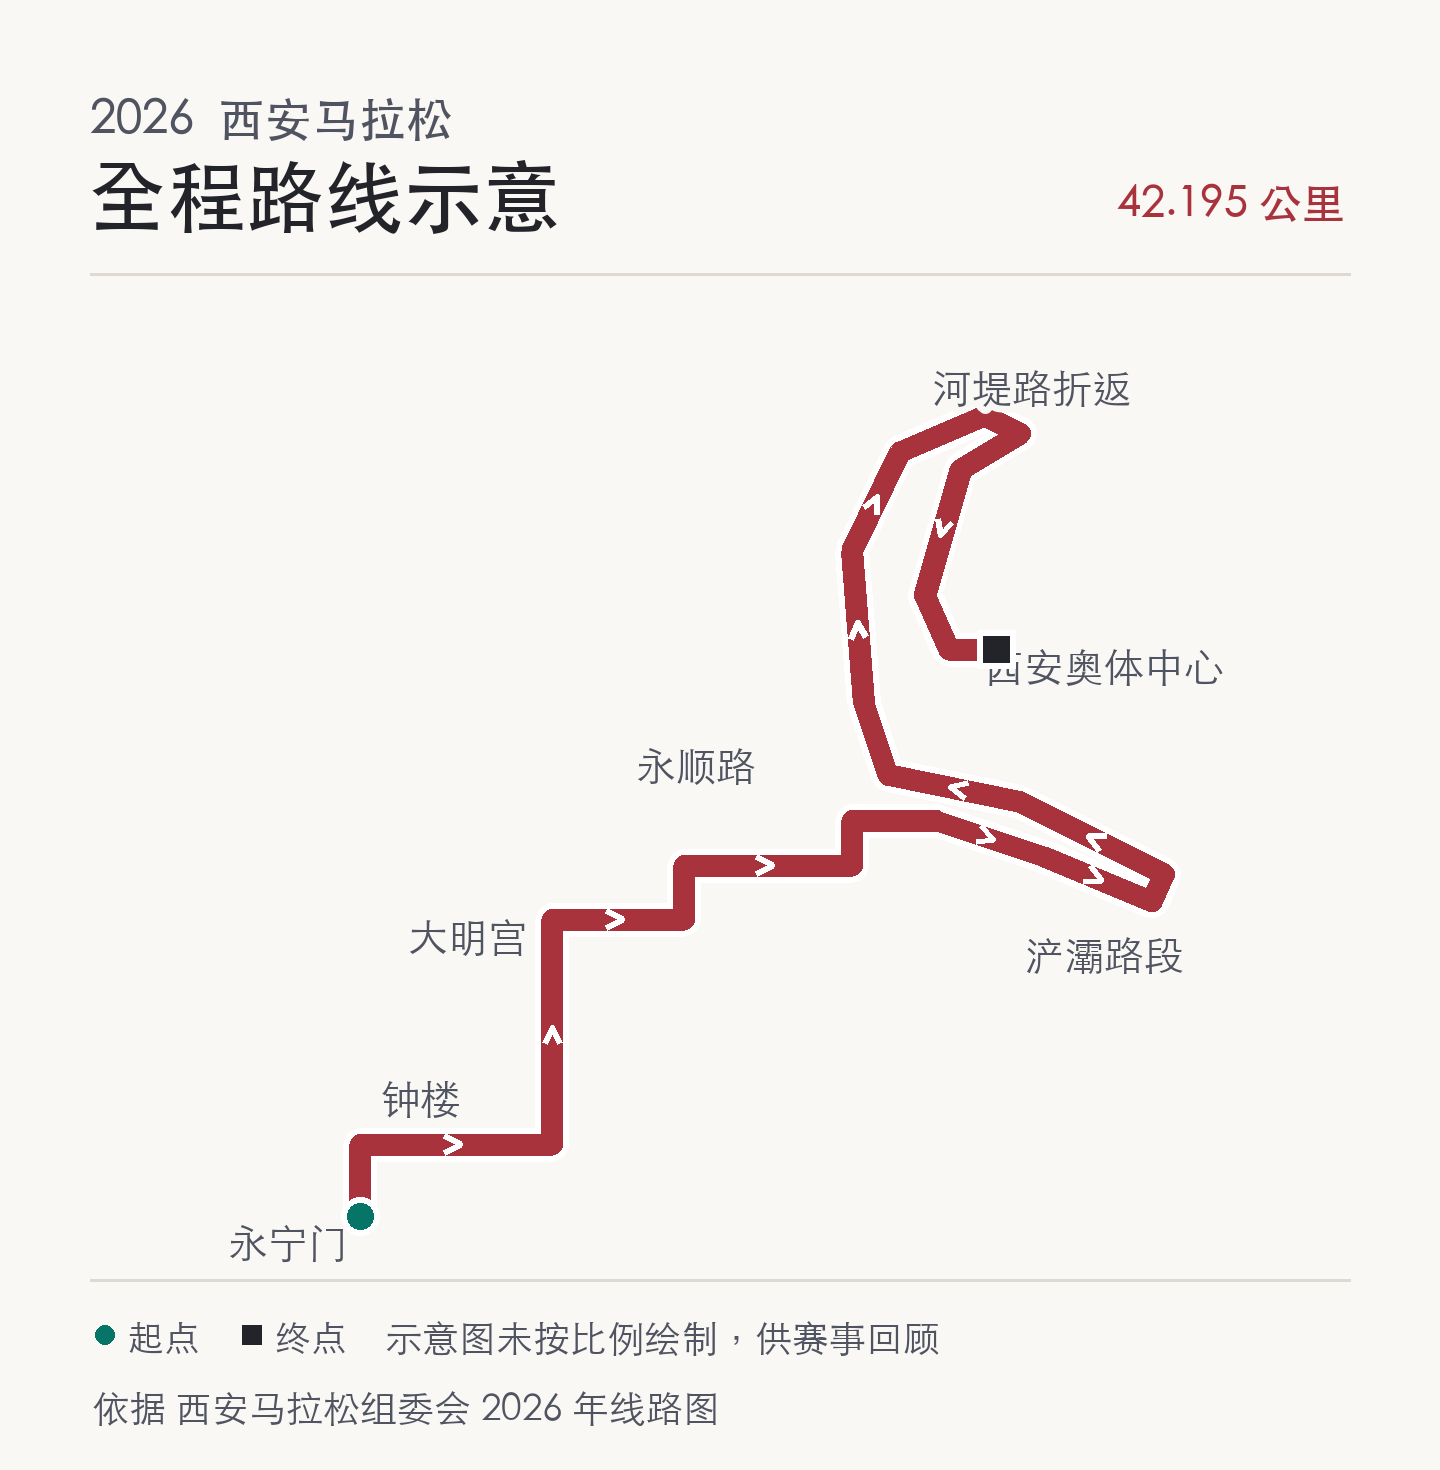 2026 西安马拉松
全程路线示意
42.195 公里
河堤路折返
西安奥体中心
永顺路
大明宫
浐灞路段
钟楼
永宁门
起点 终点 示意图未按比例绘制，供赛事回顾
依据 西安马拉松组委会 2026 年线路图